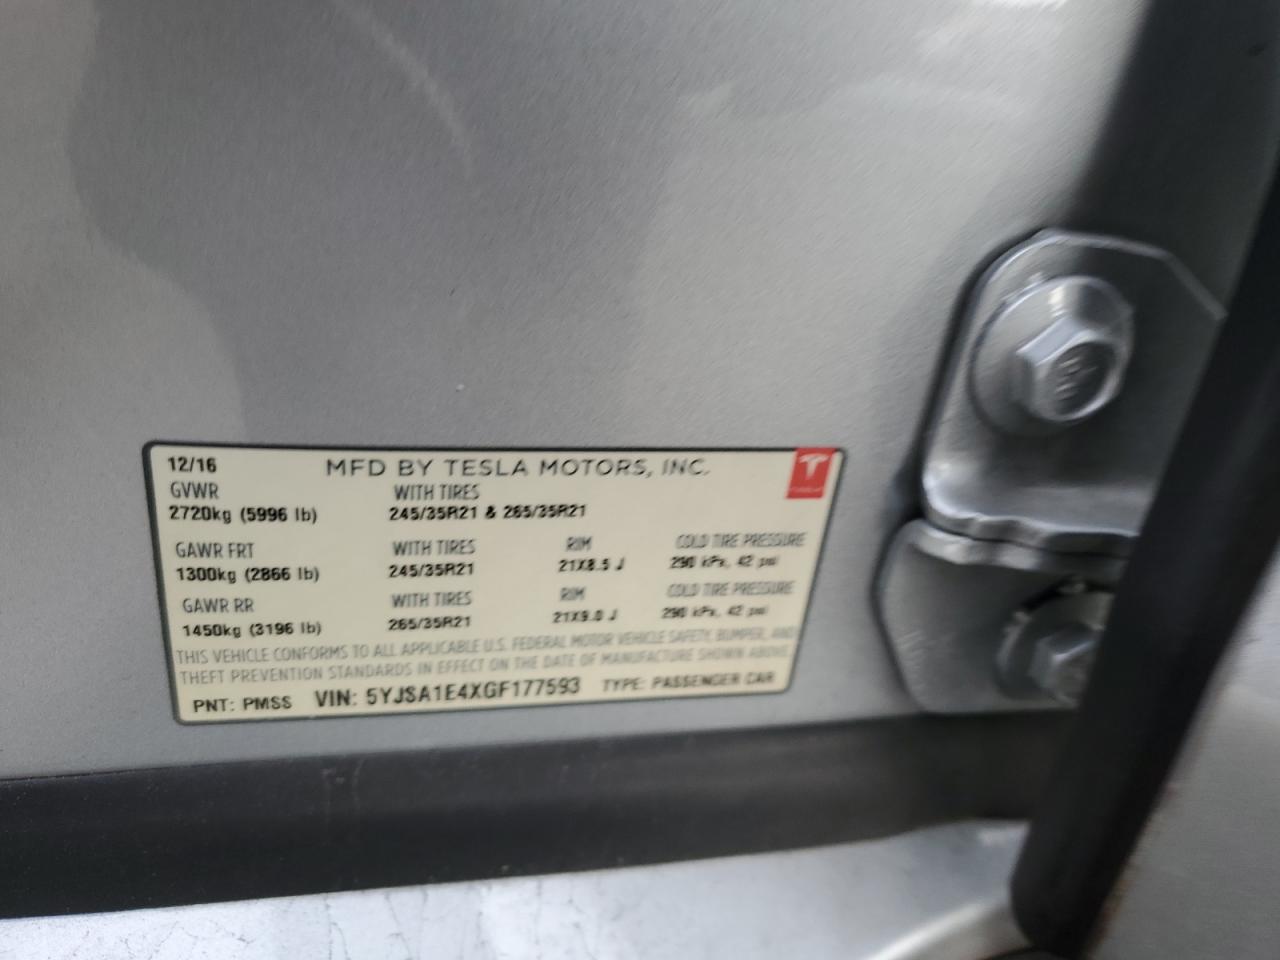 12/16 MFD BY TESLA MOTORS, INC.
GVWR WITH TIRES
2720kg (5996 lb) 245/35R21 & 265/35R21
GAWR FRT WITH TIRES RIM COLD TIRE PRESSURE
1300kg (2866 lb) 245/35R21 21X8.5 J 290 kPa, 42 psi
GAWR RR WITH TIRES RIM COLD TIRE PRESSURE
1450kg (3196 lb) 265/35R21 21X9.0 J 290 kPa, 42 psi
THIS VEHICLE CONFORMS TO ALL APPLICABLE U.S. FEDERAL MOTOR VEHICLE SAFETY, BUMPER, AND
THEFT PREVENTION STANDARDS IN EFFECT ON THE DATE OF MANUFACTURE SHOWN ABOVE
PNT: PMSS VIN: 5YJSA1E4XGF177593 TYPE: PASSENGER CAR